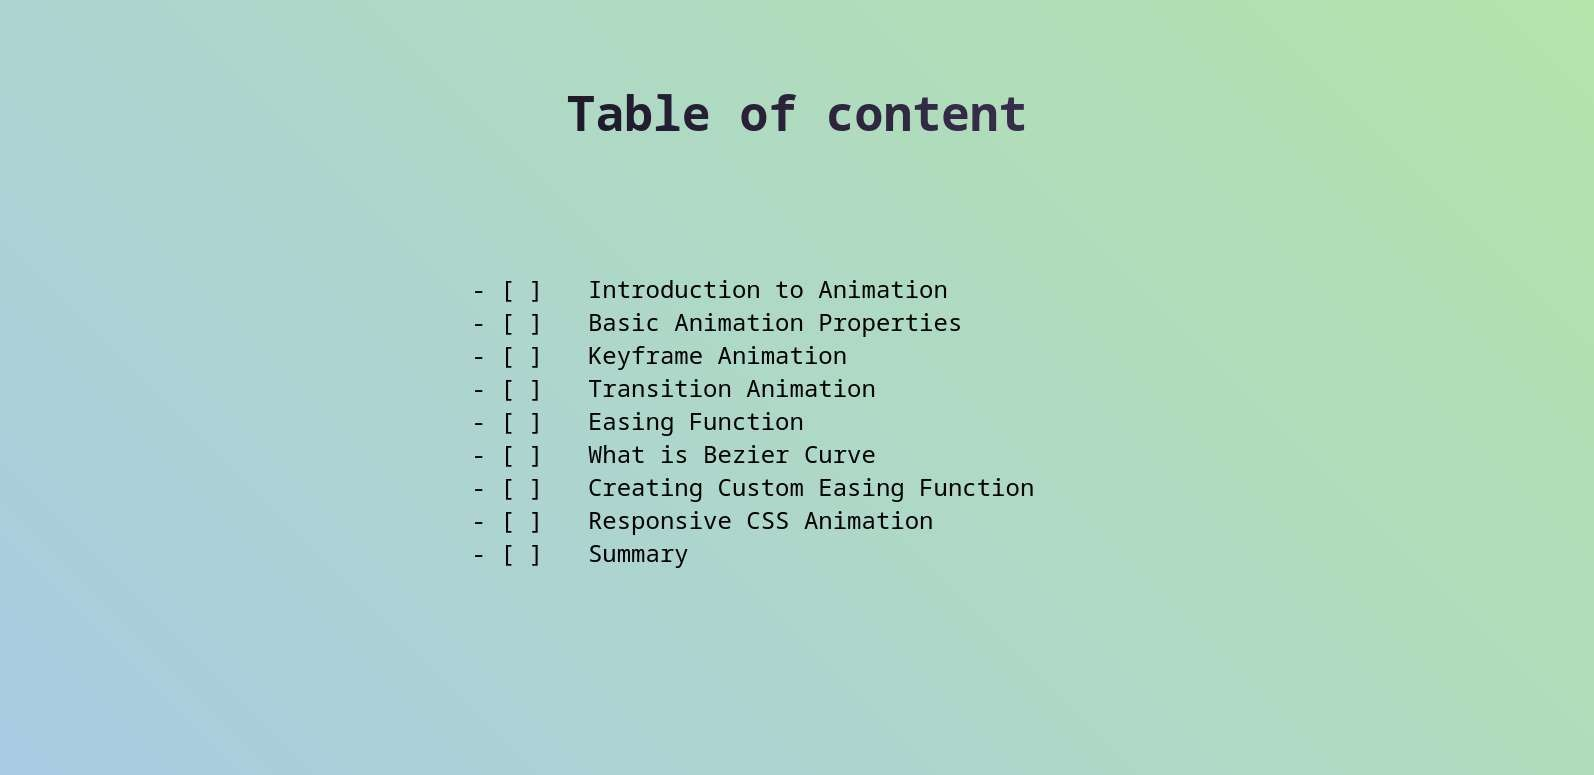 Table of content
- [ ]   Introduction to Animation
- [ ]   Basic Animation Properties
- [ ]   Keyframe Animation
- [ ]   Transition Animation
- [ ]   Easing Function
- [ ]   What is Bezier Curve
- [ ]   Creating Custom Easing Function
- [ ]   Responsive CSS Animation
- [ ]   Summary